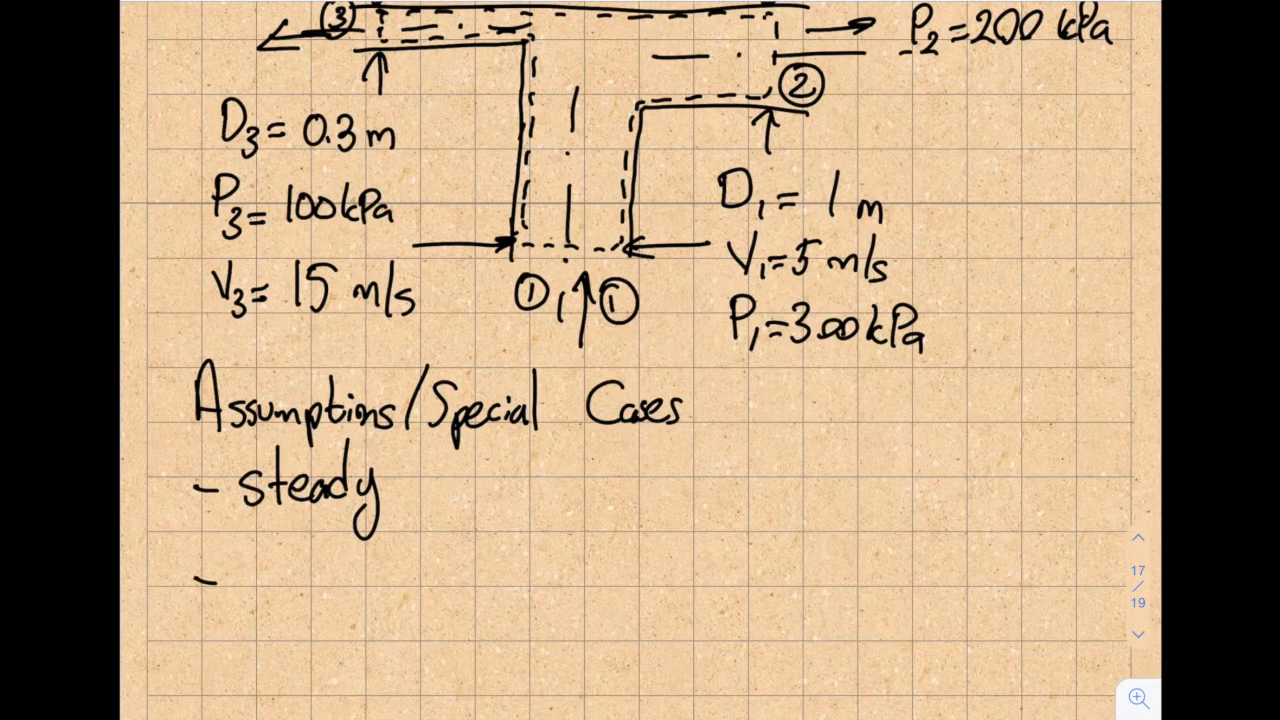 ③
P₂ = 200 kPa
②
D₃ = 0.3 m
P₃ = 100 kPa
D₁ = 1 m
V₁ = 5 m/s
V₃ = 15 m/s
① ①
P₁ = 300 kPa
Assumptions/Special Cases
- steady
-
17
/
19